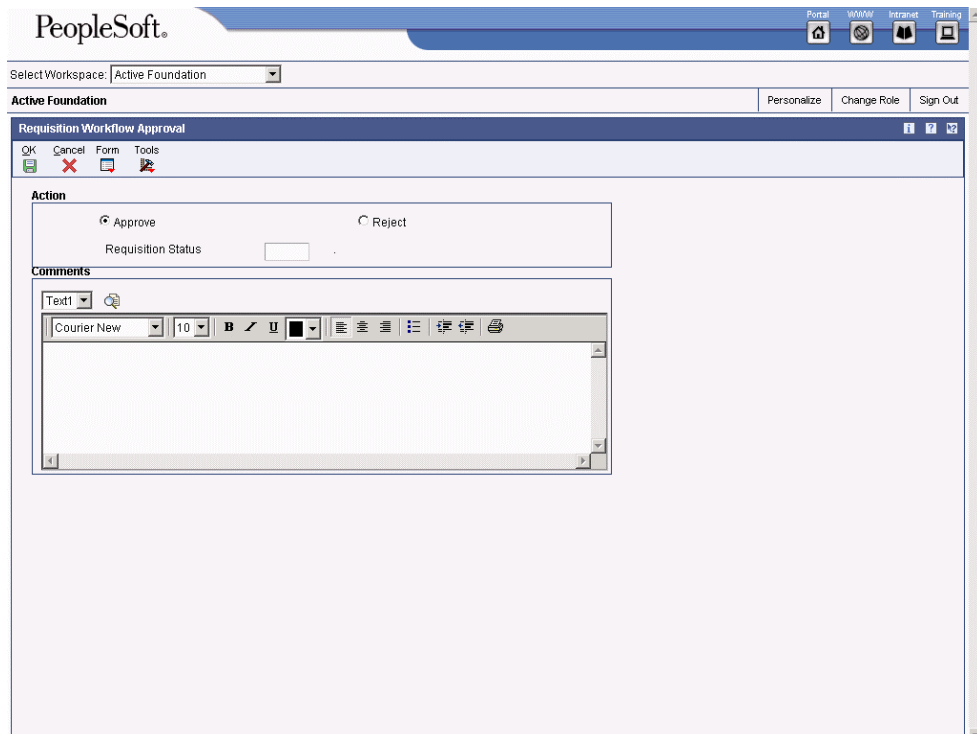 PeopleSoft.
Portal WWW Intranet Training
Select Workspace: Active Foundation
Active Foundation Personalize Change Role Sign Out
Requisition Workflow Approval
OK Cancel Form Tools
Action
Approve Reject
Requisition Status .
Comments
Text1
Courier New 10 B I U